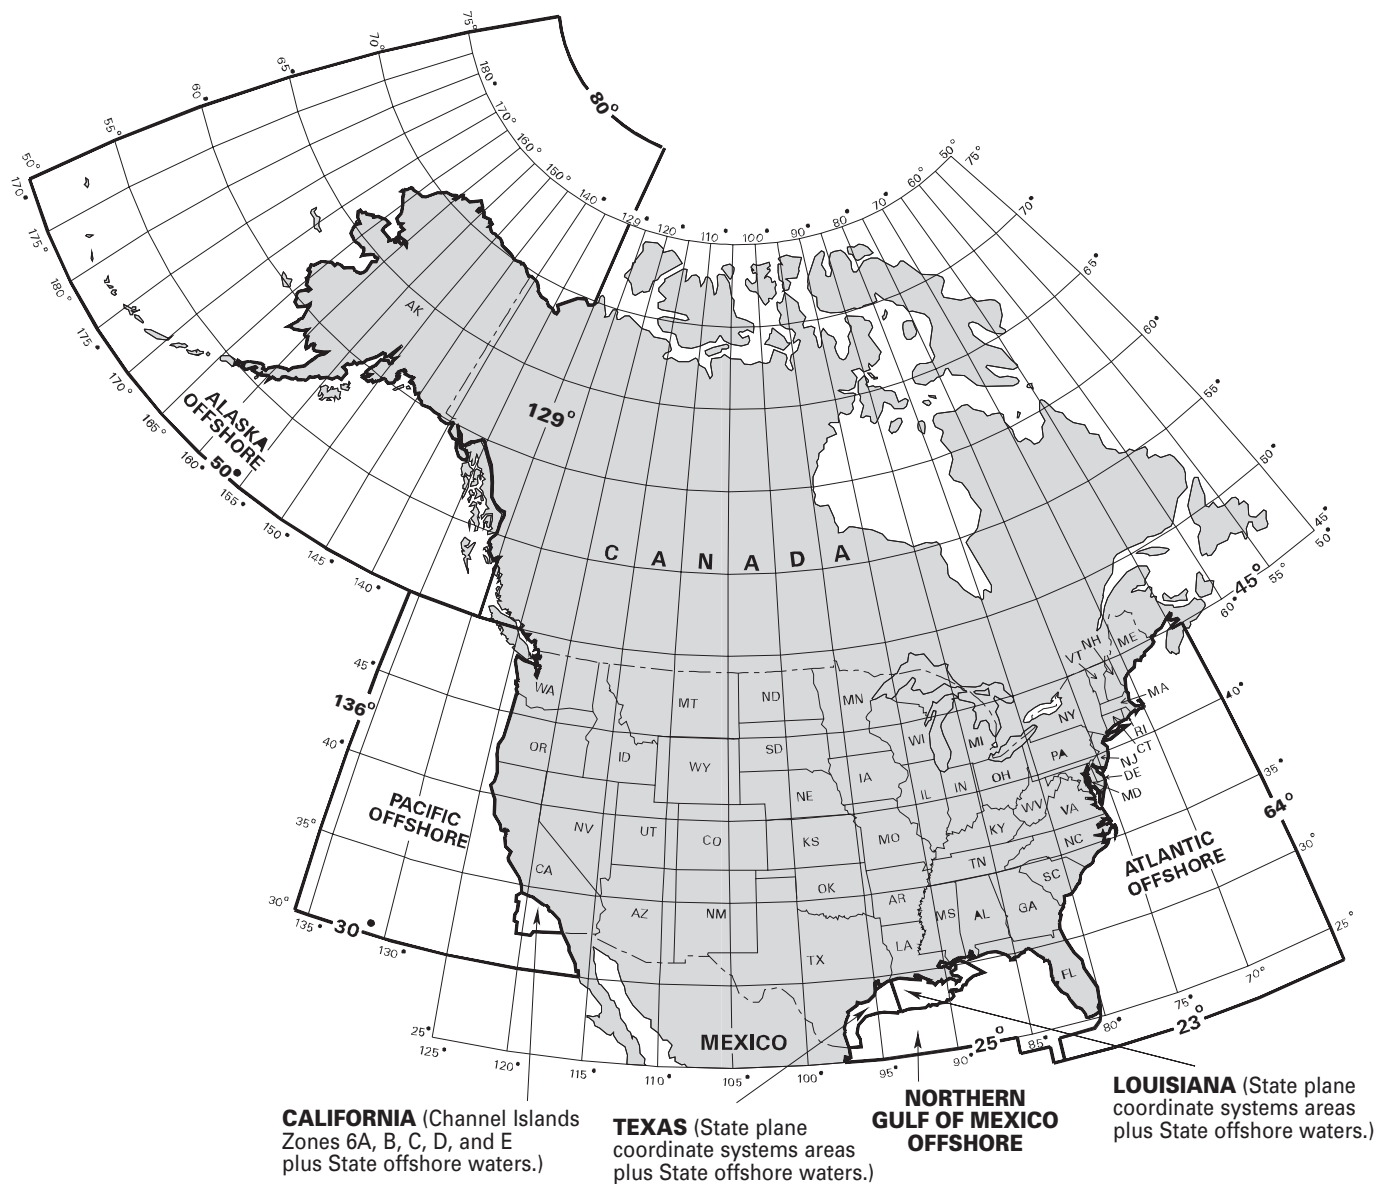 75°
70°
65•
60•
55°
50°
170•
175°
180°
175•
170°
165°
160•
155•
150•
145•
140•
180•
170°
160°
150°
140°
129°
120°
110°
100°
90°
80°
70°
60°
50°
75°
70°
65°
60°
55°
50°
45°
50°
55°
60•
80°
AK
ALASKA
OFFSHORE
50°
129°
C A N A D A
45°
45•
136°
40•
35°
30°
135•
30•
130•
PACIFIC
OFFSHORE
WA
MT
ND
MN
OR
ID
WY
SD
WI
MI
NY
VT
NH
ME
MA
RI
CT
NJ
DE
MD
PA
NV
UT
CO
NE
IA
IL
IN
OH
WV
VA
CA
KS
MO
KY
NC
TN
SC
AZ
NM
OK
AR
MS
AL
GA
TX
LA
FL
ATLANTIC
OFFSHORE
40°
35°
64°
30°
25°
70°
75°
23°
80•
85•
25°
90•
95•
100•
105•
110•
115•
120•
125•
25°
MEXICO
CALIFORNIA (Channel Islands
Zones 6A, B, C, D, and E
plus State offshore waters.)
TEXAS (State plane
coordinate systems areas
plus State offshore waters.)
NORTHERN
GULF OF MEXICO
OFFSHORE
LOUISIANA (State plane
coordinate systems areas
plus State offshore waters.)